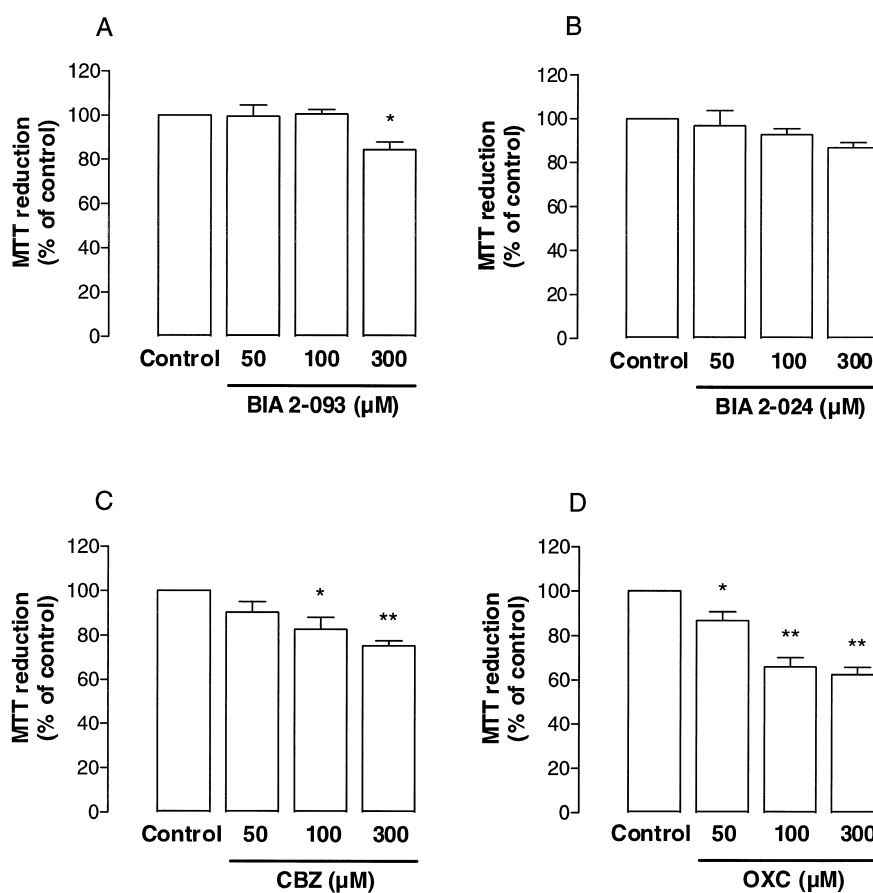 A
MTT reduction
(% of control)
120
100
80
60
40
20
0
*
Control 50 100 300
BIA 2-093 (µM)
B
MTT reduction
(% of control)
120
100
80
60
40
20
0
Control 50 100 300
BIA 2-024 (µM)
C
MTT reduction
(% of control)
120
100
80
60
40
20
0
*
**
Control 50 100 300
CBZ (µM)
D
MTT reduction
(% of control)
120
100
80
60
40
20
0
*
**
**
Control 50 100 300
OXC (µM)